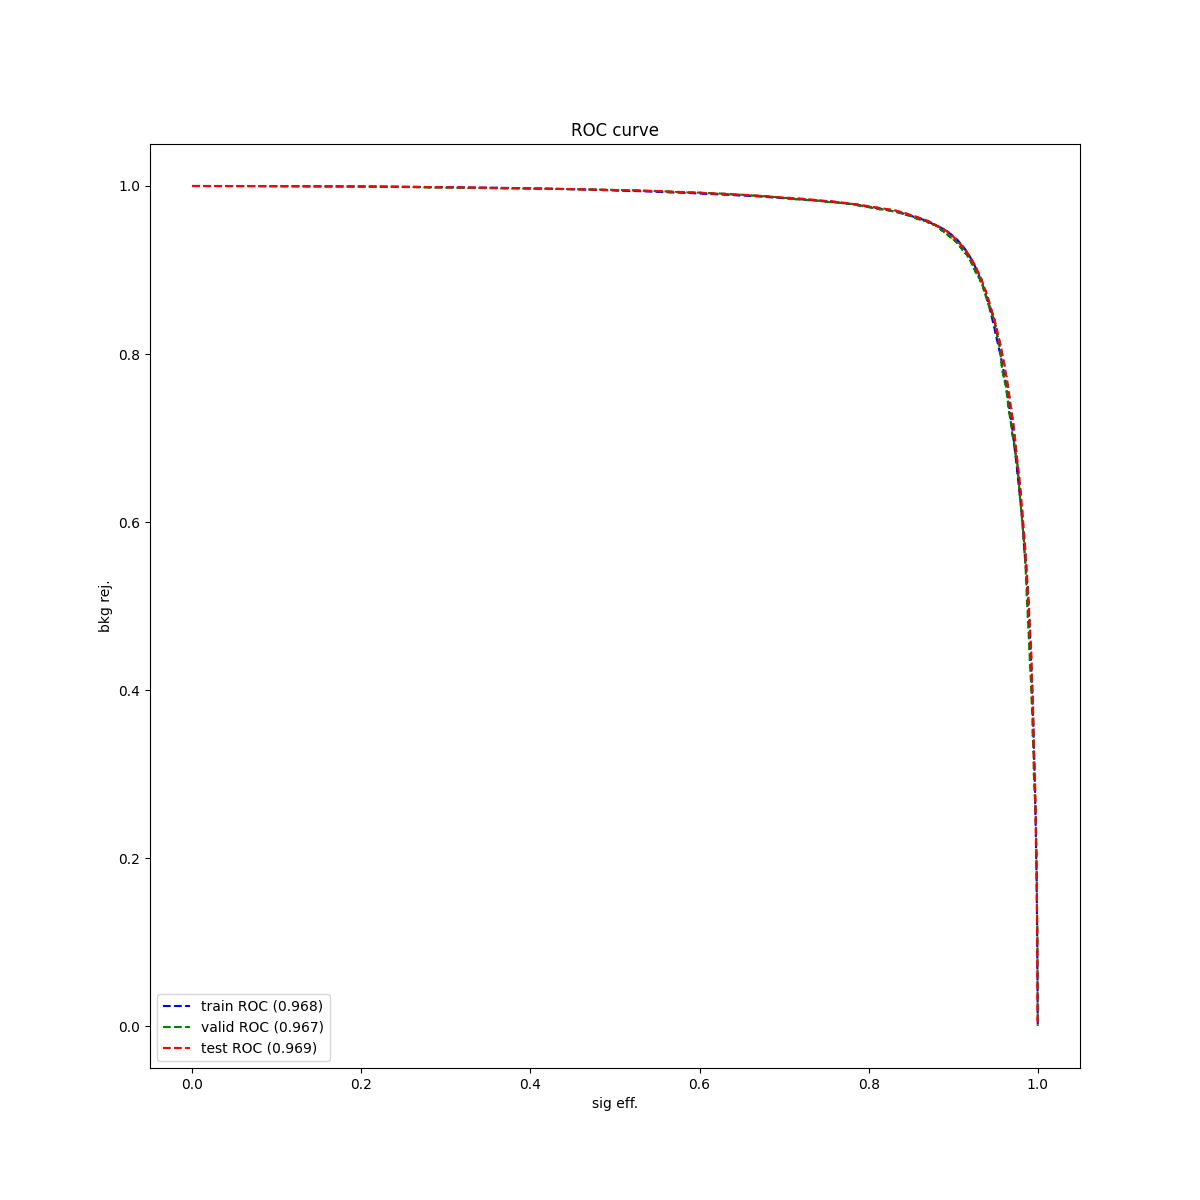 ROC curve
1.0
0.8
0.6
0.4
0.2
0.0
bkg rej.
train ROC (0.968)
valid ROC (0.967)
test ROC (0.969)
0.0 0.2 0.4 0.6 0.8 1.0
sig eff.